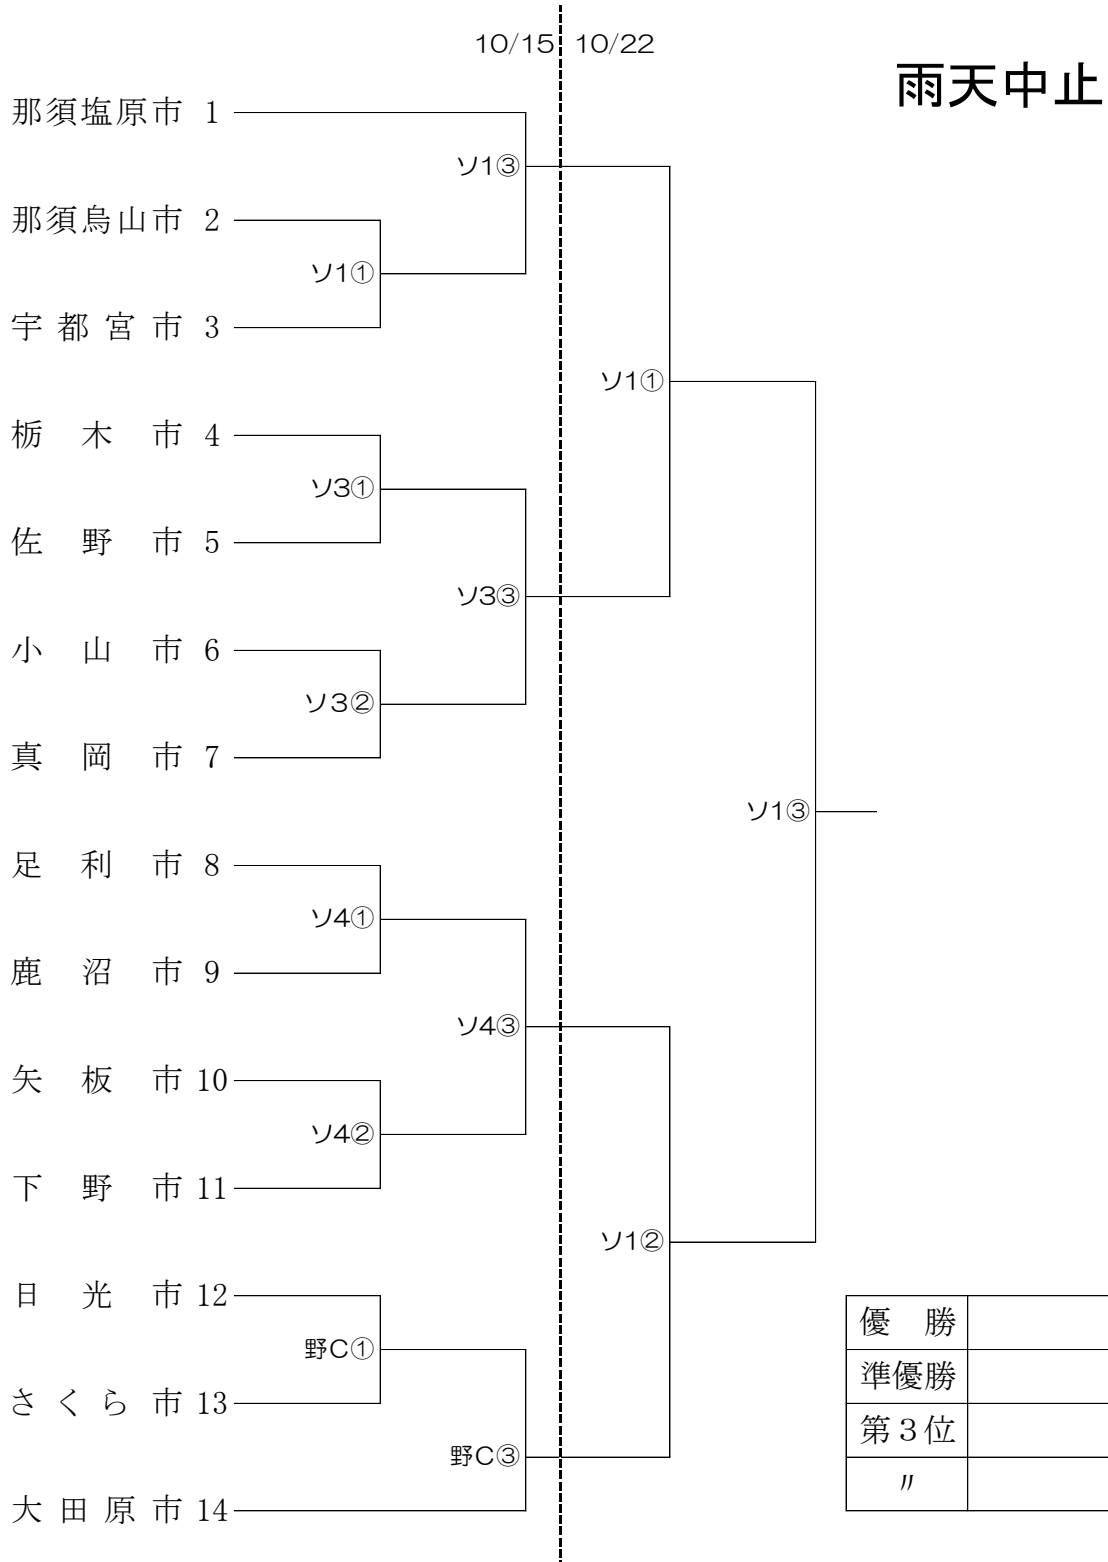 10/15 10/22
雨天中止
那須塩原市 1
ソ1③
那須烏山市 2
ソ1①
宇都宮市 3
ソ1①
栃木市 4
ソ3①
佐野市 5
ソ3③
小山市 6
ソ3②
真岡市 7
ソ1③
足利市 8
ソ4①
鹿沼市 9
ソ4③
矢板市 10
ソ4②
下野市 11
ソ1②
日光市 12
野C①
さくら市 13
野C③
大田原市 14
優勝
準優勝
第3位
〃